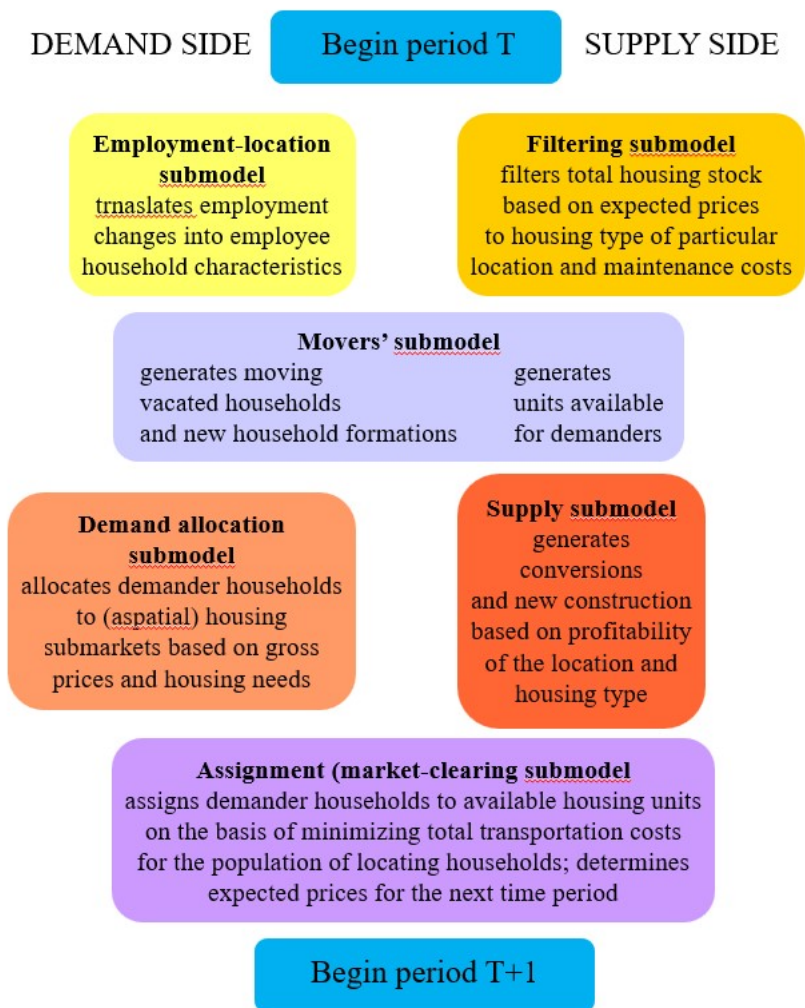 DEMAND SIDE
Begin period T
SUPPLY SIDE
Employment-location
submodel
trnaslates employment
changes into employee
household characteristics
Filtering submodel
filters total housing stock
based on expected prices
to housing type of particular
location and maintenance costs
Movers’ submodel
generates moving
vacated households
and new household formations
generates
units available
for demanders
Demand allocation
submodel
allocates demander households
to (aspatial) housing
submarkets based on gross
prices and housing needs
Supply submodel
generates
conversions
and new construction
based on profitability
of the location and
housing type
Assignment (market-clearing submodel
assigns demander households to available housing units
on the basis of minimizing total transportation costs
for the population of locating households; determines
expected prices for the next time period
Begin period T+1